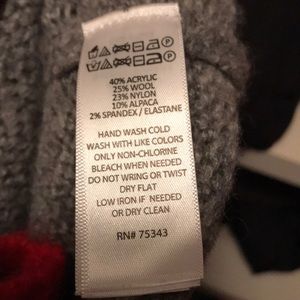 40% ACRYLIC
25% WOOL
23% NYLON
10% ALPACA
2% SPANDEX / ELASTANE
HAND WASH COLD
WASH WITH LIKE COLORS
ONLY NON-CHLORINE
BLEACH WHEN NEEDED
DO NOT WRING OR TWIST
DRY FLAT
LOW IRON IF NEEDED
OR DRY CLEAN
RN# 75343